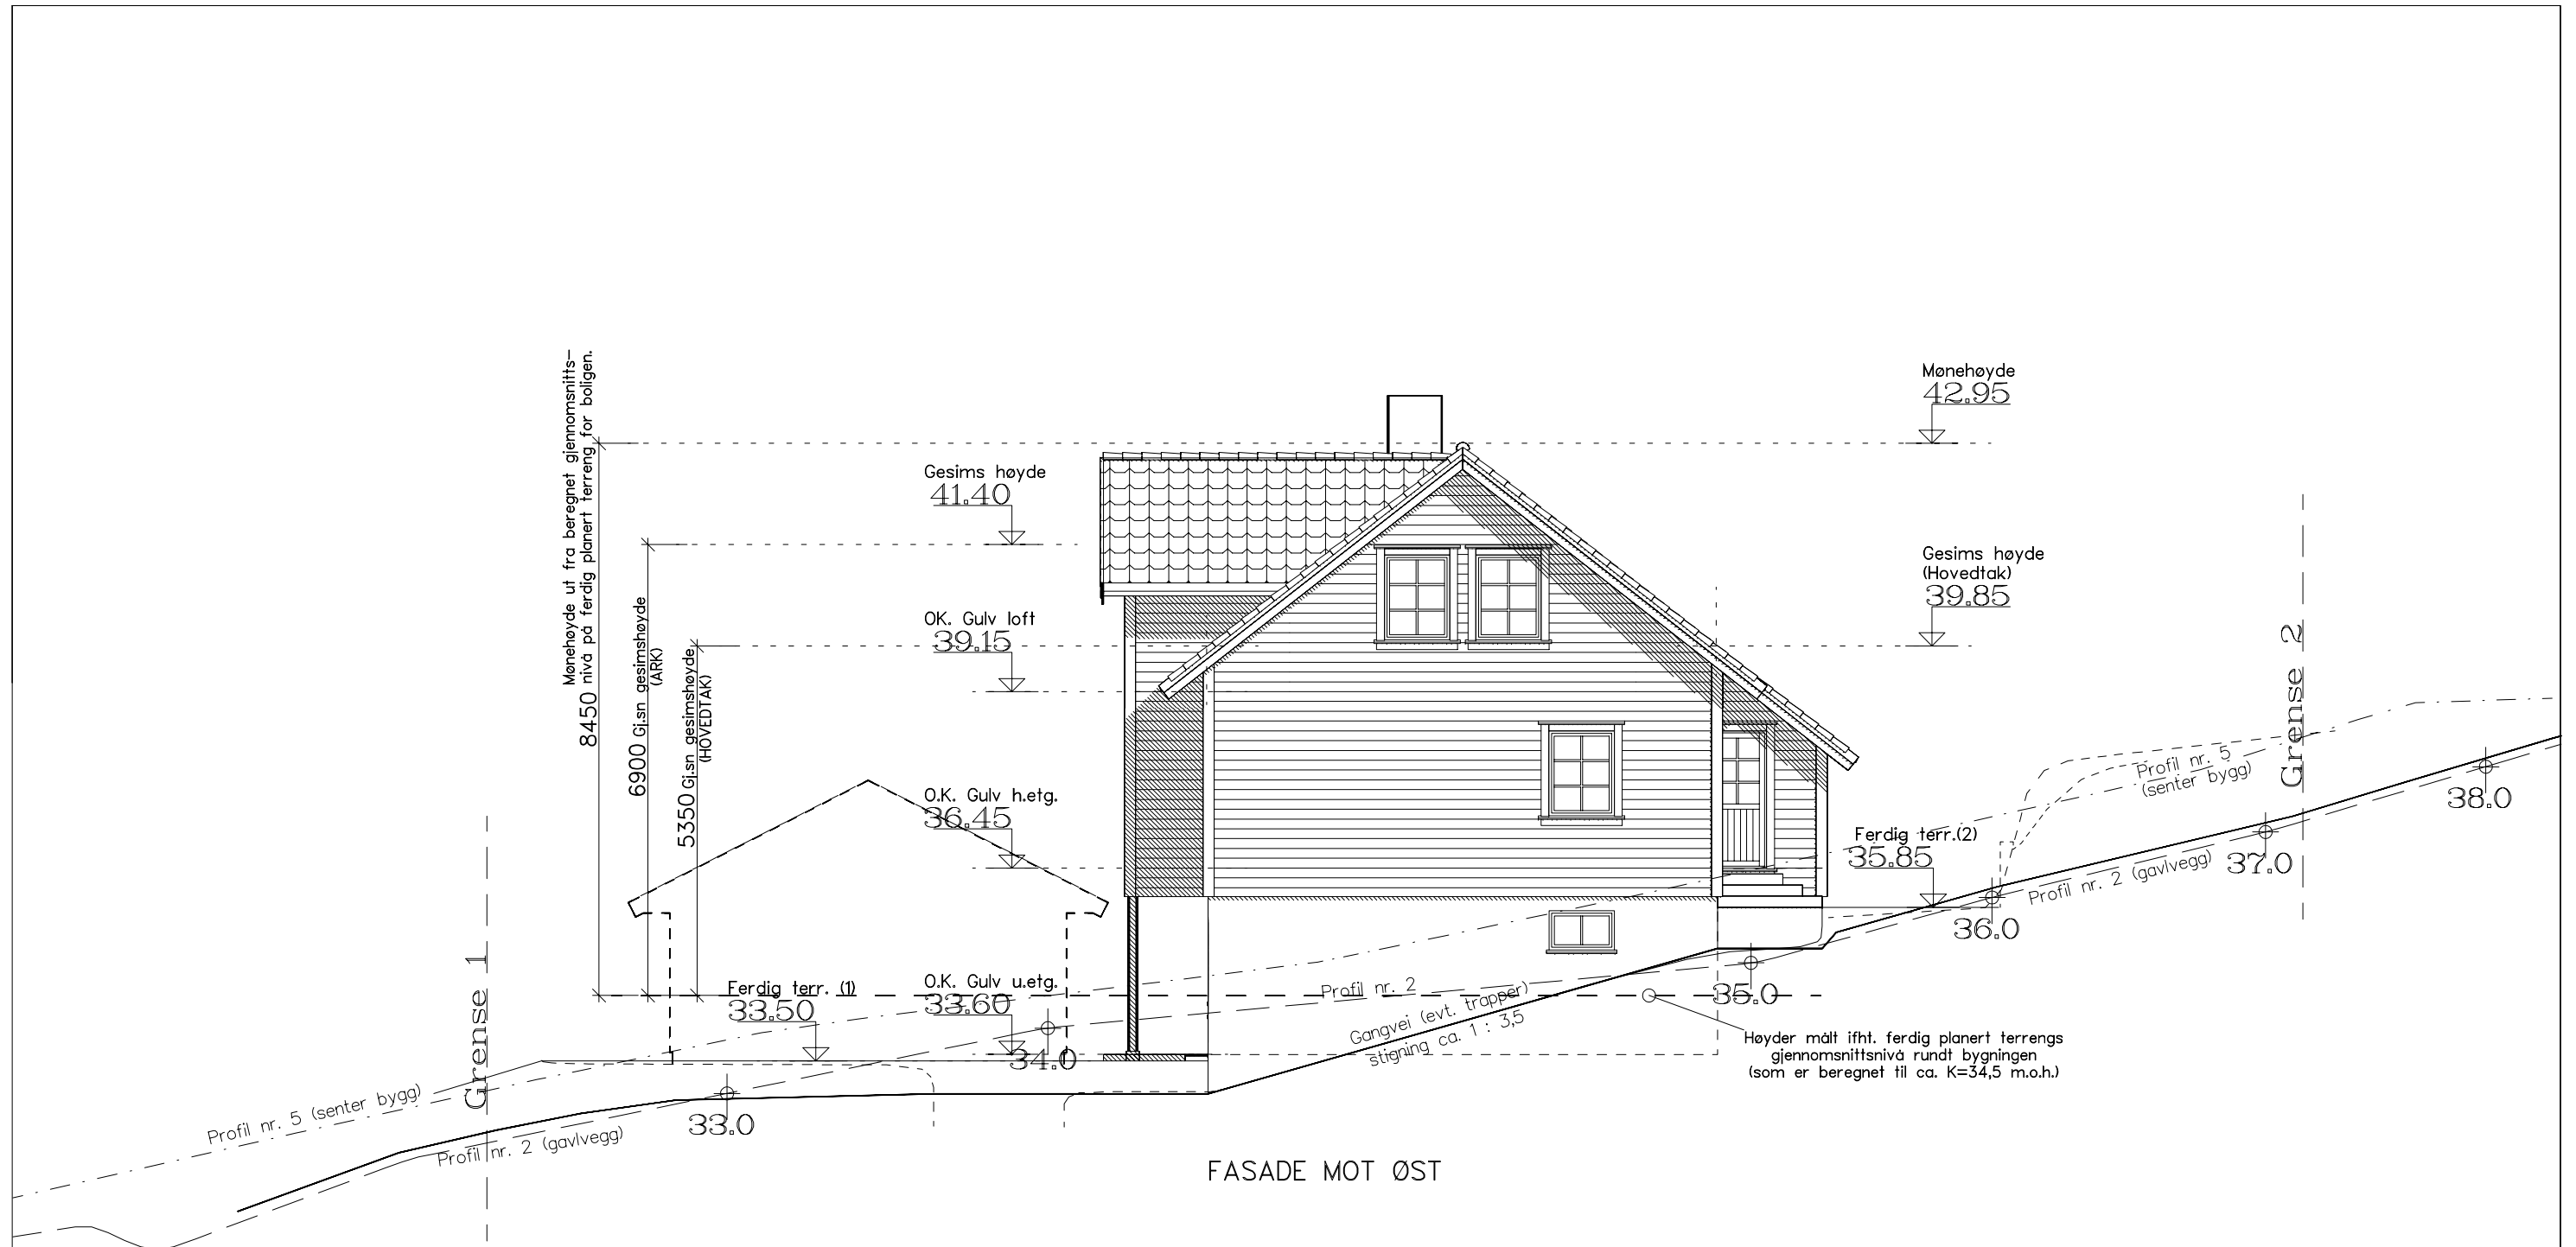 Mønehøyde ut fra beregnet gjennomsnitts-
8450 nivå på ferdig planert terreng for boligen.
6900 Gj.sn gesimshøyde
(ARK)
5350 Gj.sn gesimshøyde
(HOVEDTAK)
Mønehøyde
42.95
Gesims høyde
41.40
Gesims høyde
(Hovedtak)
39.85
OK. Gulv loft
39.15
O.K. Gulv h.etg.
36.45
Ferdig terr.(2)
35.85
O.K. Gulv u.etg.
33.60
Ferdig terr. (1)
33.50
Grense 1
Grense 2
Profil nr. 5
(senter bygg)
38.0
37.0
Profil nr. 2 (gavlvegg)
36.0
35.0
Profil nr. 2
Gangvei (evt. trapper)
stigning ca. 1 : 3,5
34.0
Høyder målt ifht. ferdig planert terrengs
gjennomsnittsnivå rundt bygningen
(som er beregnet til ca. K=34,5 m.o.h.)
33.0
Profil nr. 5 (senter bygg)
Profil nr. 2 (gavlvegg)
FASADE MOT ØST